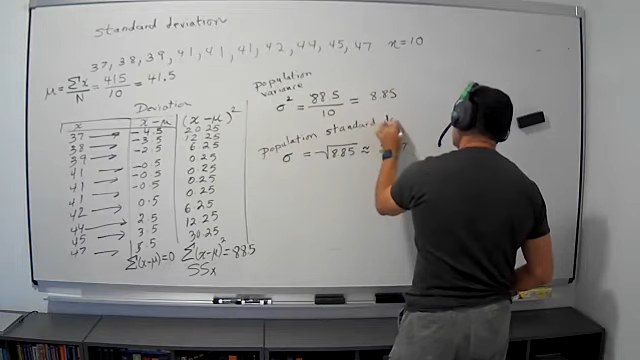 standard deviation
37, 38, 39, 41, 41, 41, 42, 44, 45, 47 n = 10
μ = Σx/N = 415/10 = 41.5
Deviation
x x-μ (x-μ)²
37 → -4.5 20.25
38 → -3.5 12.25
39 → -2.5 6.25
41 → -0.5 0.25
41 → -0.5 0.25
41 → -0.5 0.25
42 → 0.5 0.25
44 → 2.5 6.25
45 → 3.5 12.25
47 → 5.5 30.25
Σ(x-μ)=0 Σ(x-μ)²=88.5
SSx
population
variance
σ² = 88.5/10 = 8.85
population standard
σ = √8.85 ≈